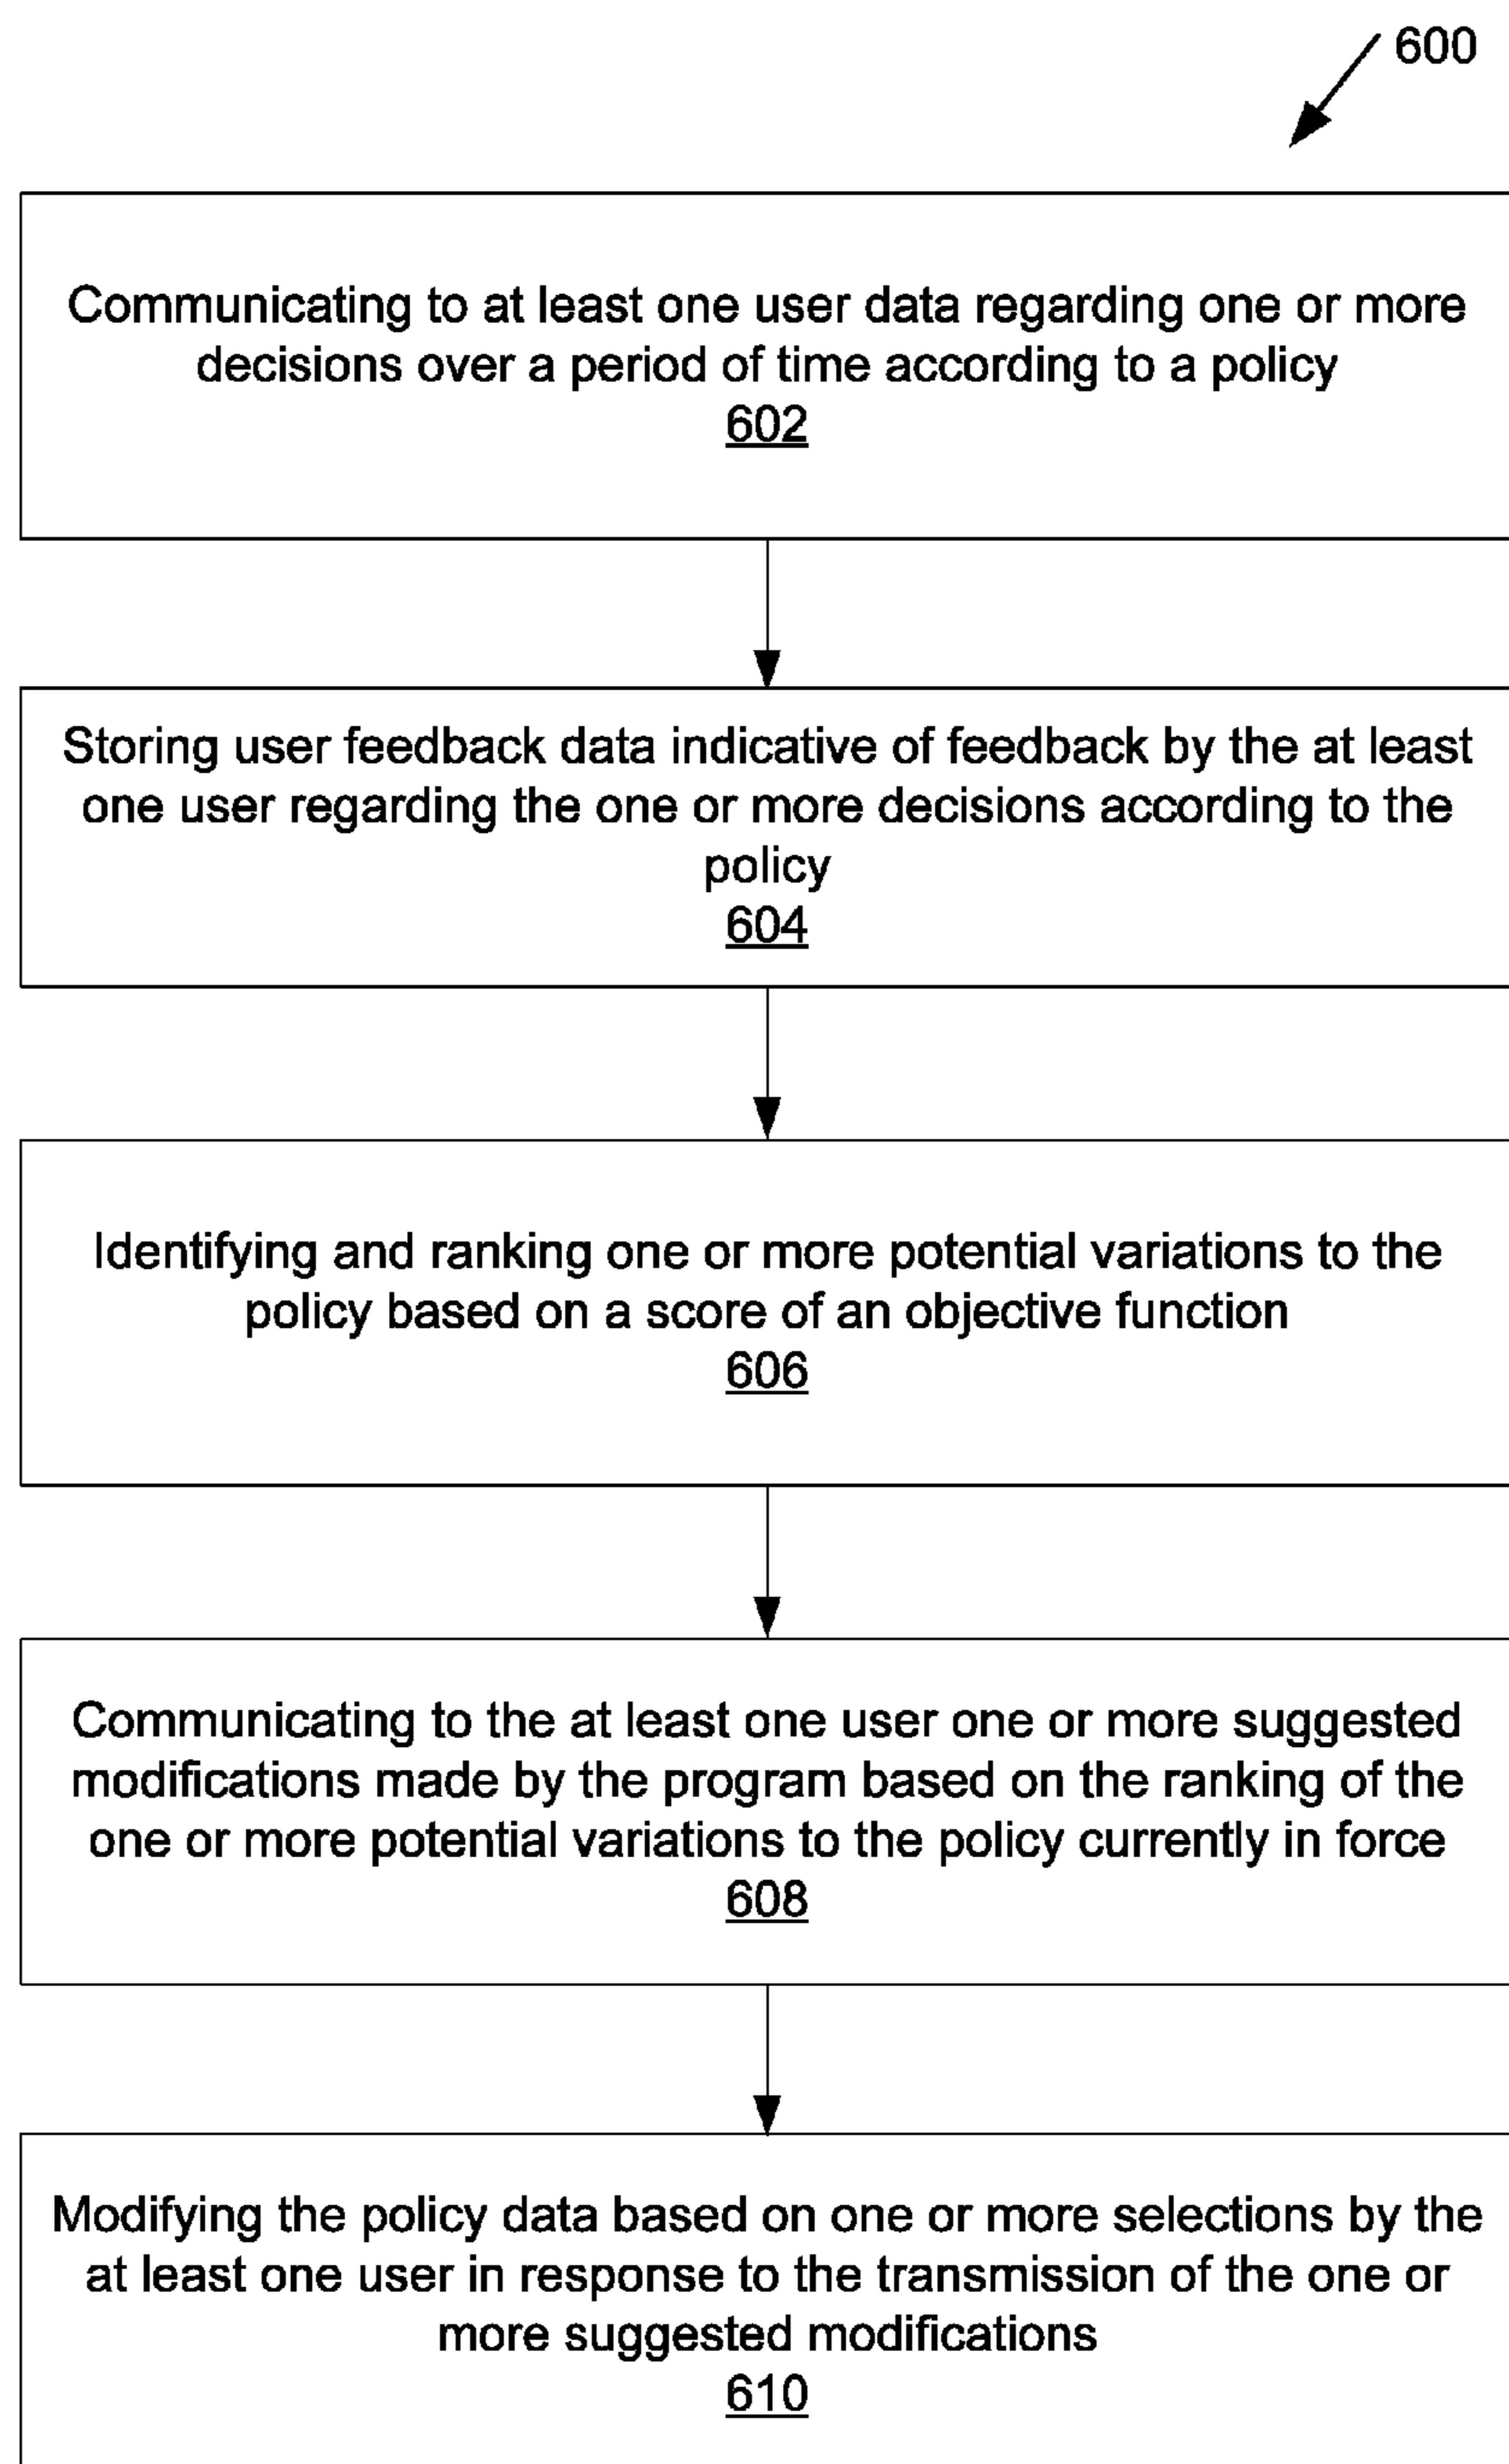 600
Communicating to at least one user data regarding one or more
decisions over a period of time according to a policy
602
Storing user feedback data indicative of feedback by the at least
one user regarding the one or more decisions according to the
policy
604
Identifying and ranking one or more potential variations to the
policy based on a score of an objective function
606
Communicating to the at least one user one or more suggested
modifications made by the program based on the ranking of the
one or more potential variations to the policy currently in force
608
Modifying the policy data based on one or more selections by the
at least one user in response to the transmission of the one or
more suggested modifications
610